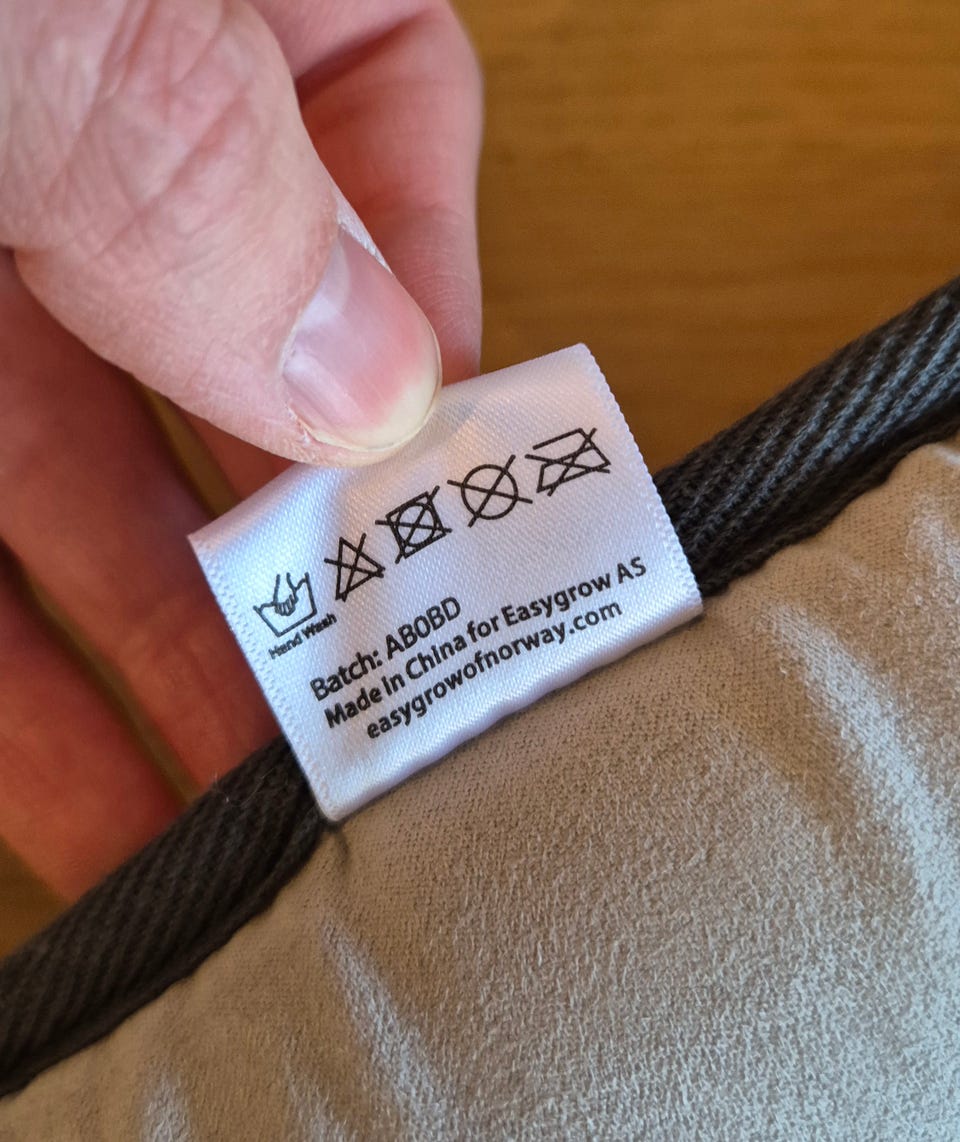 Hand Wash
Batch: AB0BD
Made In China for Easygrow AS
easygrowofnorway.com